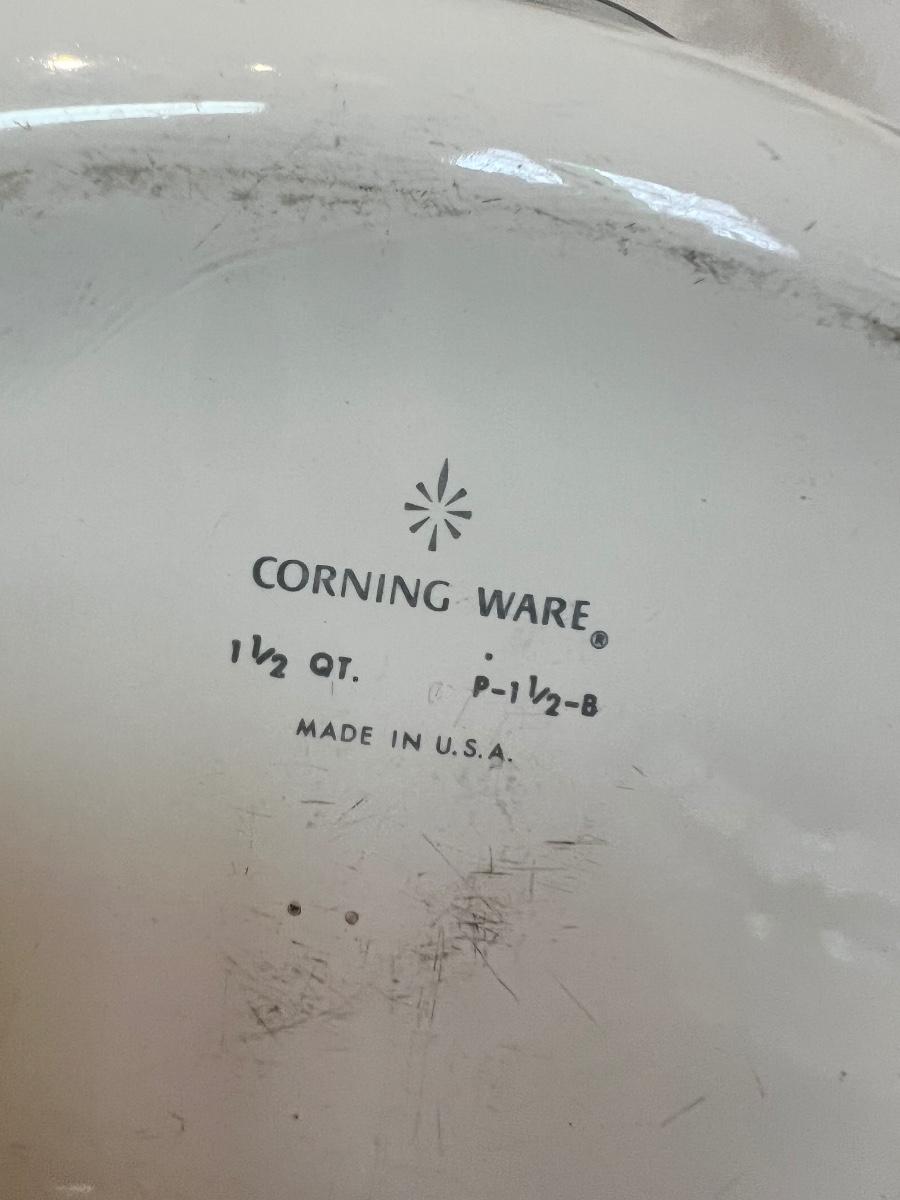 CORNING WARE®
1½ QT. P-1½-B
MADE IN U.S.A.